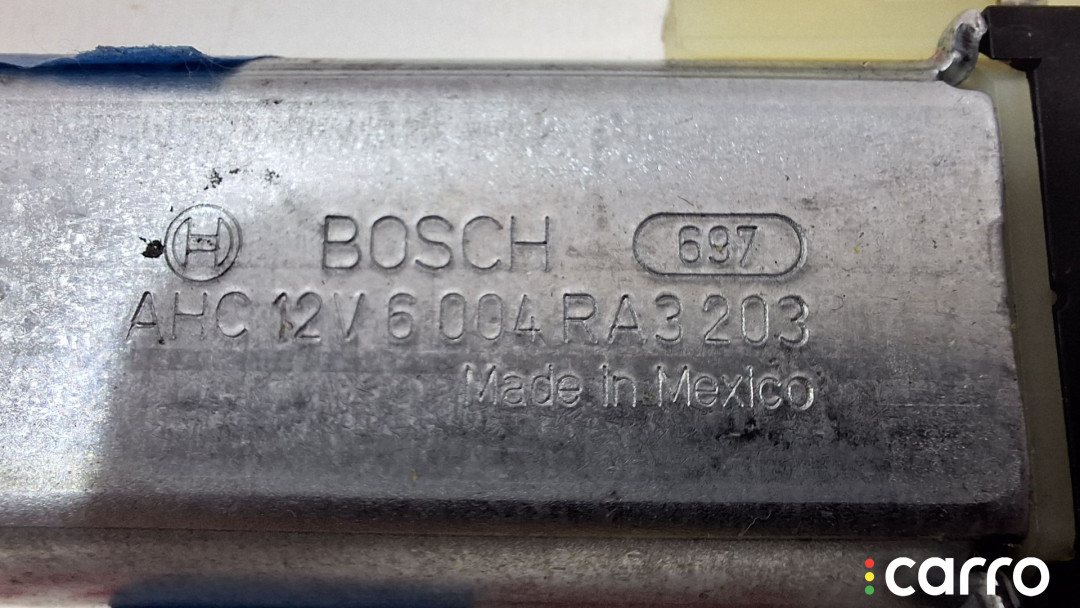 BOSCH 697
AHC 12V 6 004 RA3 203
Made in Mexico
carro